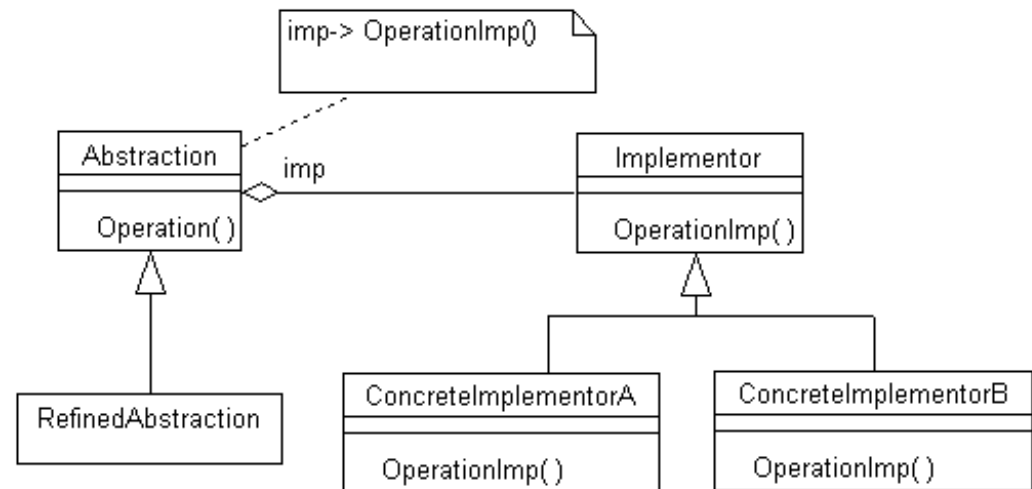 imp-> OperationImp()
Abstraction
Operation( )
imp
Implementor
OperationImp( )
RefinedAbstraction
ConcreteImplementorA
OperationImp( )
ConcreteImplementorB
OperationImp( )